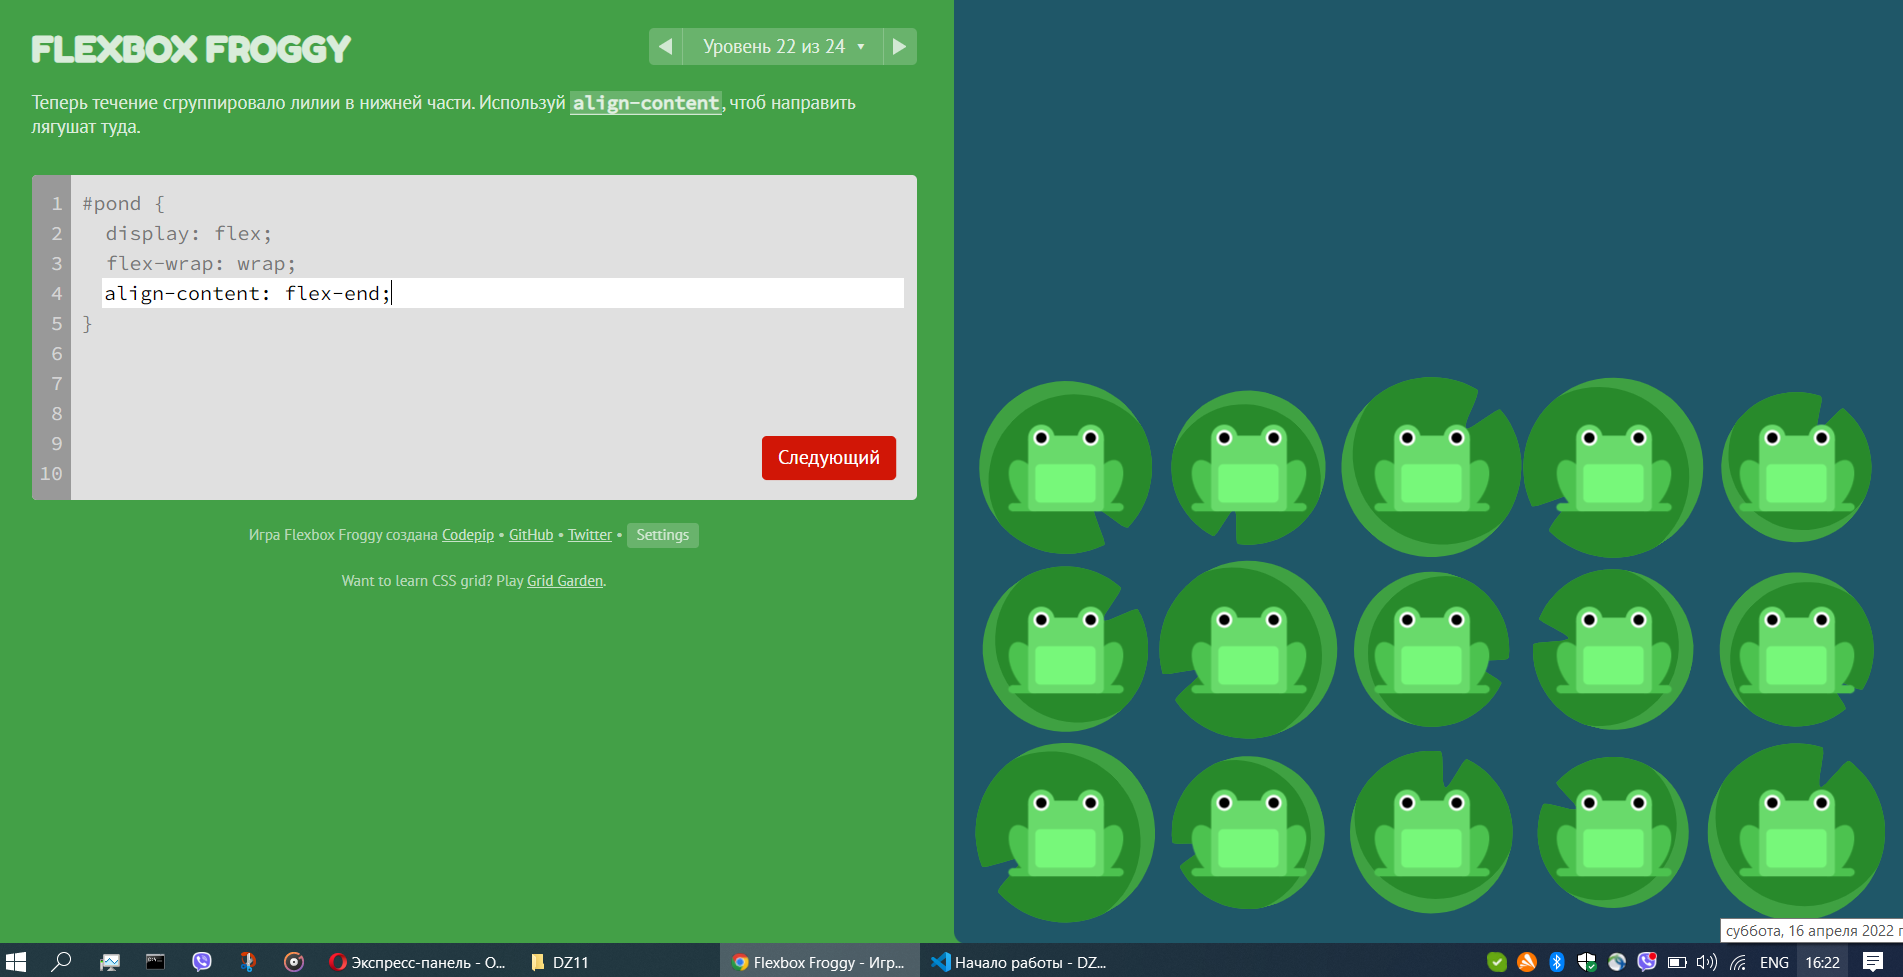 FLEXBOX FROGGY
Уровень 22 из 24
Теперь течение сгруппировало лилии в нижней части. Используй align-content, чтоб направить
лягушат туда.
1 #pond {
2 display: flex;
3 flex-wrap: wrap;
4 align-content: flex-end;
5 }
6
7
8
9
10
Следующий
Игра Flexbox Froggy создана Codepip • GitHub • Twitter • Settings
Want to learn CSS grid? Play Grid Garden.
суббота, 16 апреля 2022 г
Экспресс-панель - О...
DZ11
Flexbox Froggy - Игр...
Начало работы - DZ...
ENG
16:22